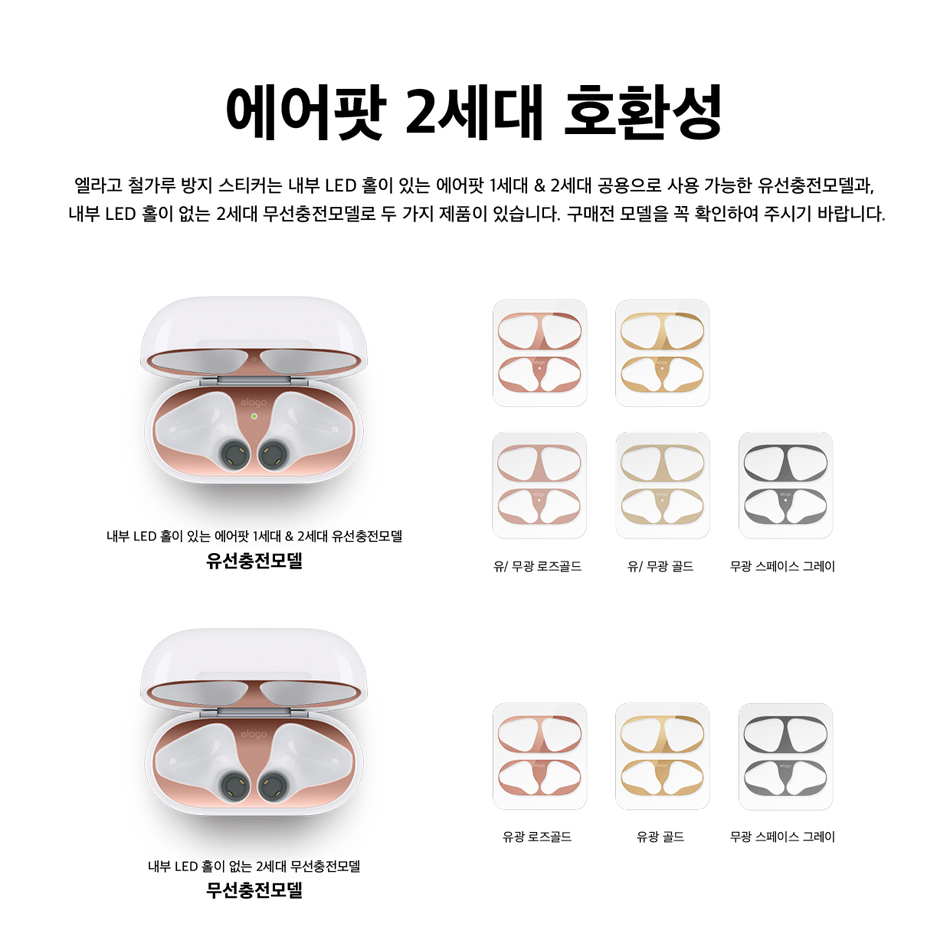 에어팟 2세대 호환성
엘라고 철가루 방지 스티커는 내부 LED 홀이 있는 에어팟 1세대 & 2세대 공용으로 사용 가능한 유선충전모델과,
내부 LED 홀이 없는 2세대 무선충전모델로 두 가지 제품이 있습니다. 구매전 모델을 꼭 확인하여 주시기 바랍니다.
elago
내부 LED 홀이 있는 에어팟 1세대 & 2세대 유선충전모델
유선충전모델
유/ 무광 로즈골드
유/ 무광 골드
무광 스페이스 그레이
elago
내부 LED 홀이 없는 2세대 무선충전모델
무선충전모델
유광 로즈골드
유광 골드
무광 스페이스 그레이